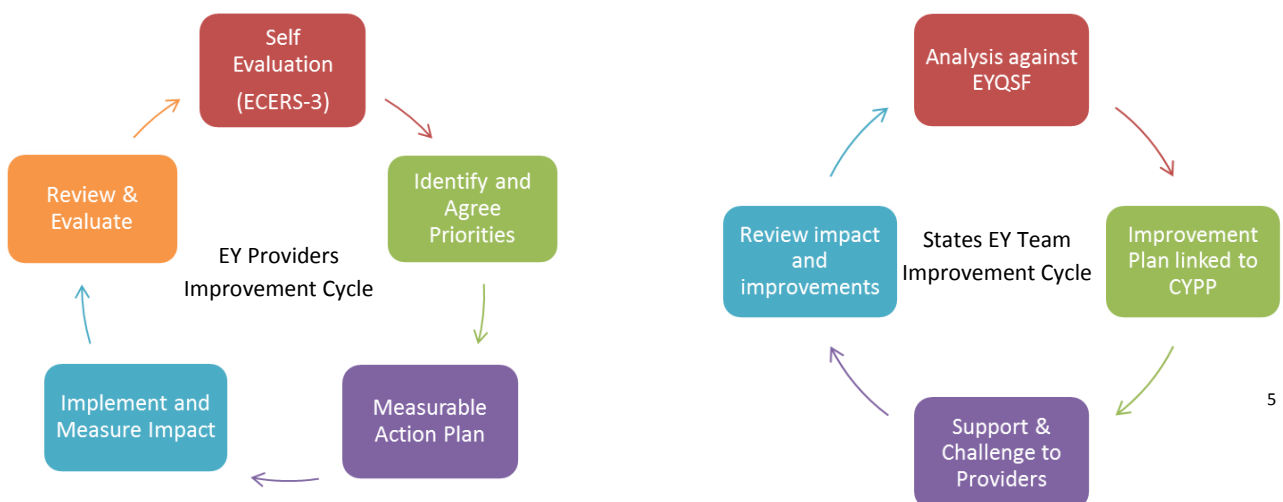 Self
Evaluation
(ECERS-3)
Identify and
Agree
Priorities
Measurable
Action Plan
Implement and
Measure Impact
Review &
Evaluate
EY Providers
Improvement Cycle
Analysis against
EYQSF
Improvement
Plan linked to
CYPP
Support &
Challenge to
Providers
Review impact
and
improvements
States EY Team
Improvement Cycle
5